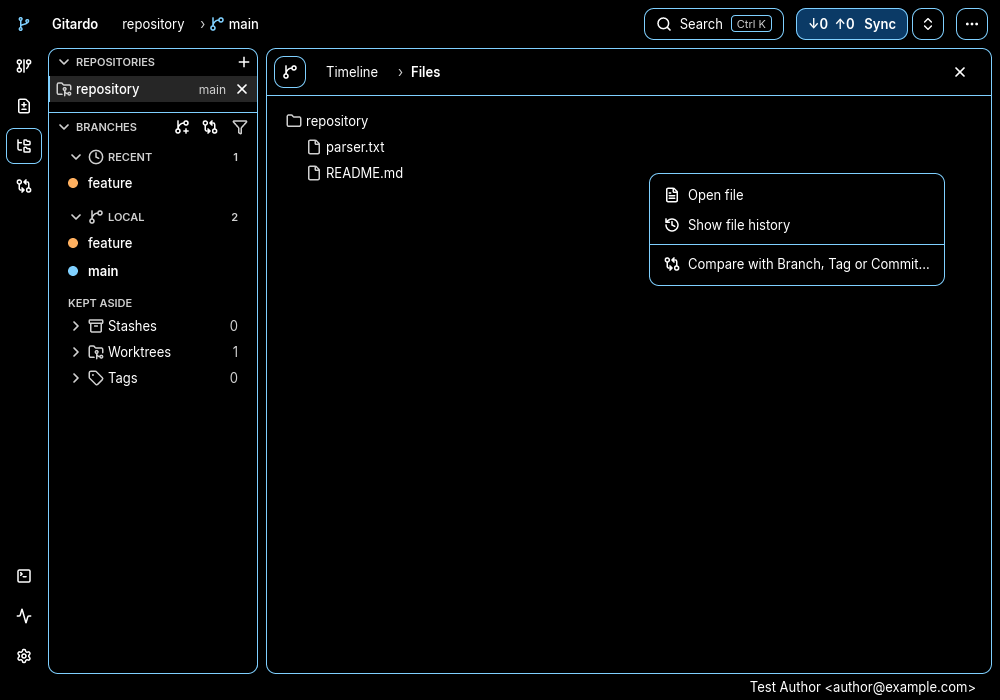 Gitardo repository › main Search Ctrl K ↓0 ↑0 Sync
REPOSITORIES
repository main
BRANCHES
RECENT 1
feature
LOCAL 2
feature
main
KEPT ASIDE
Stashes 0
Worktrees 1
Tags 0
Timeline › Files
repository
parser.txt
README.md
Open file
Show file history
Compare with Branch, Tag or Commit...
Test Author <author@example.com>